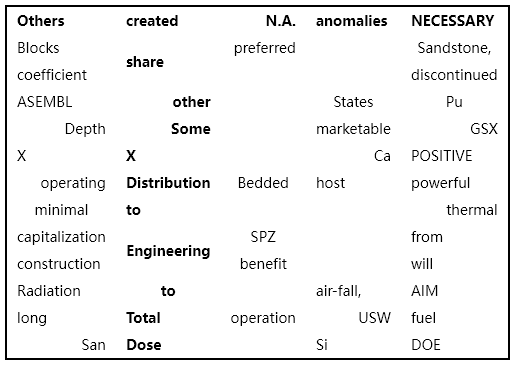 Others created N.A. anomalies NECESSARY
Blocks share preferred Sandstone,
coefficient discontinued
ASEMBL other States Pu
Depth Some marketable GSX
X X Ca POSITIVE
operating Distribution Bedded host powerful
minimal to thermal
capitalization Engineering SPZ from
construction benefit will
Radiation to air-fall, AIM
long Total operation USW fuel
San Dose Si DOE